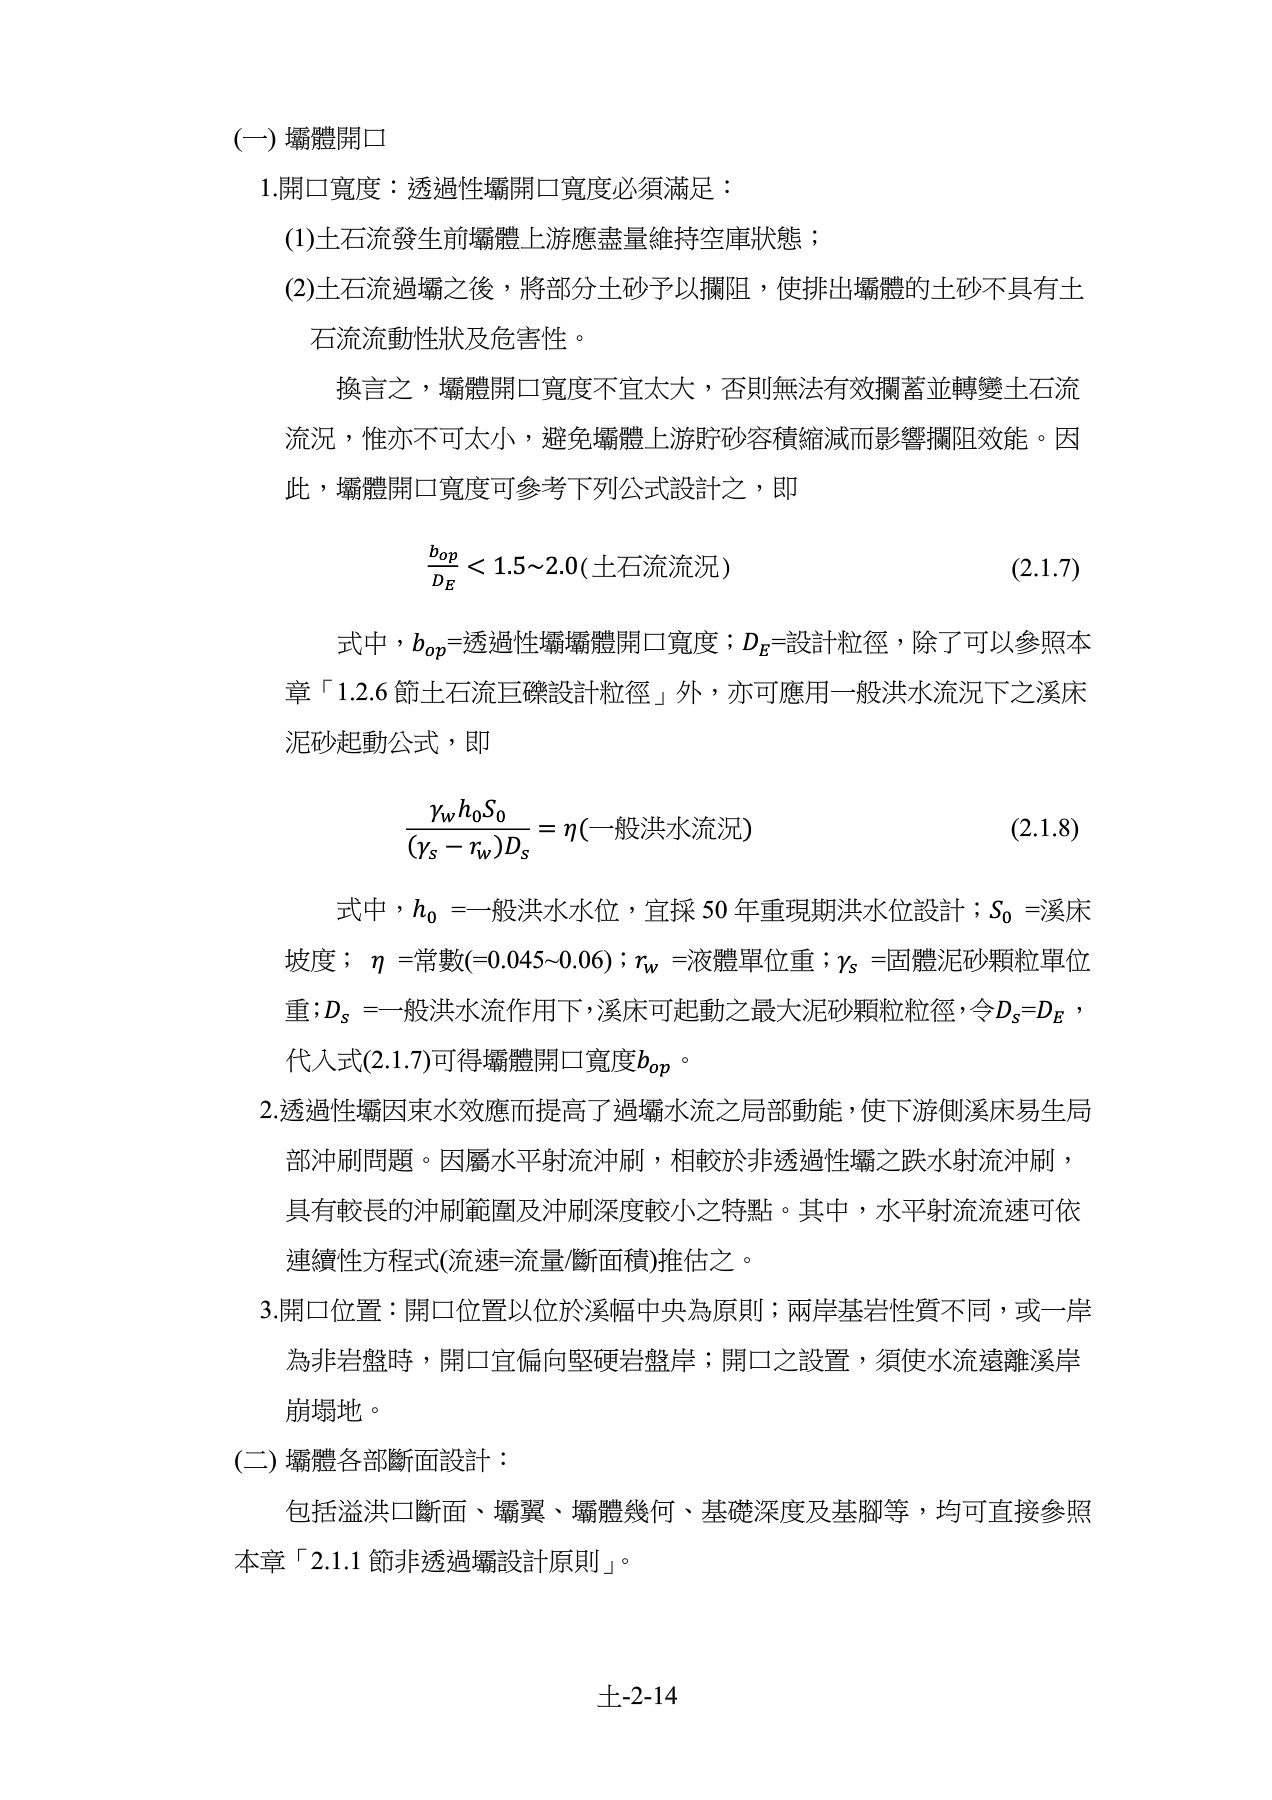 (一) 壩體開口
1.開口寬度：透過性壩開口寬度必須滿足：
(1)土石流發生前壩體上游應盡量維持空庫狀態；
(2)土石流過壩之後，將部分土砂予以攔阻，使排出壩體的土砂不具有土
石流流動性狀及危害性。
換言之，壩體開口寬度不宜太大，否則無法有效攔蓄並轉變土石流
流況，惟亦不可太小，避免壩體上游貯砂容積縮減而影響攔阻效能。因
此，壩體開口寬度可參考下列公式設計之，即
$\frac{b_{op}}{D_E} < 1.5\sim2.0$(土石流流況) (2.1.7)
式中，$b_{op}$=透過性壩壩體開口寬度；$D_E$=設計粒徑，除了可以參照本
章「1.2.6 節土石流巨礫設計粒徑」外，亦可應用一般洪水流況下之溪床
泥砂起動公式，即
$\frac{\gamma_w h_0 S_0}{(\gamma_s - r_w)D_s} = \eta$(一般洪水流況) (2.1.8)
式中，$h_0$ =一般洪水水位，宜採 50 年重現期洪水位設計；$S_0$ =溪床
坡度； $\eta$ =常數(=0.045~0.06)；$r_w$ =液體單位重；$\gamma_s$ =固體泥砂顆粒單位
重；$D_s$ =一般洪水流作用下，溪床可起動之最大泥砂顆粒粒徑，令$D_s$=$D_E$，
代入式(2.1.7)可得壩體開口寬度$b_{op}$。
2.透過性壩因束水效應而提高了過壩水流之局部動能，使下游側溪床易生局
部沖刷問題。因屬水平射流沖刷，相較於非透過性壩之跌水射流沖刷，
具有較長的沖刷範圍及沖刷深度較小之特點。其中，水平射流流速可依
連續性方程式(流速=流量/斷面積)推估之。
3.開口位置：開口位置以位於溪幅中央為原則；兩岸基岩性質不同，或一岸
為非岩盤時，開口宜偏向堅硬岩盤岸；開口之設置，須使水流遠離溪岸
崩塌地。
(二) 壩體各部斷面設計：
包括溢洪口斷面、壩翼、壩體幾何、基礎深度及基腳等，均可直接參照
本章「2.1.1 節非透過壩設計原則」。
土-2-14